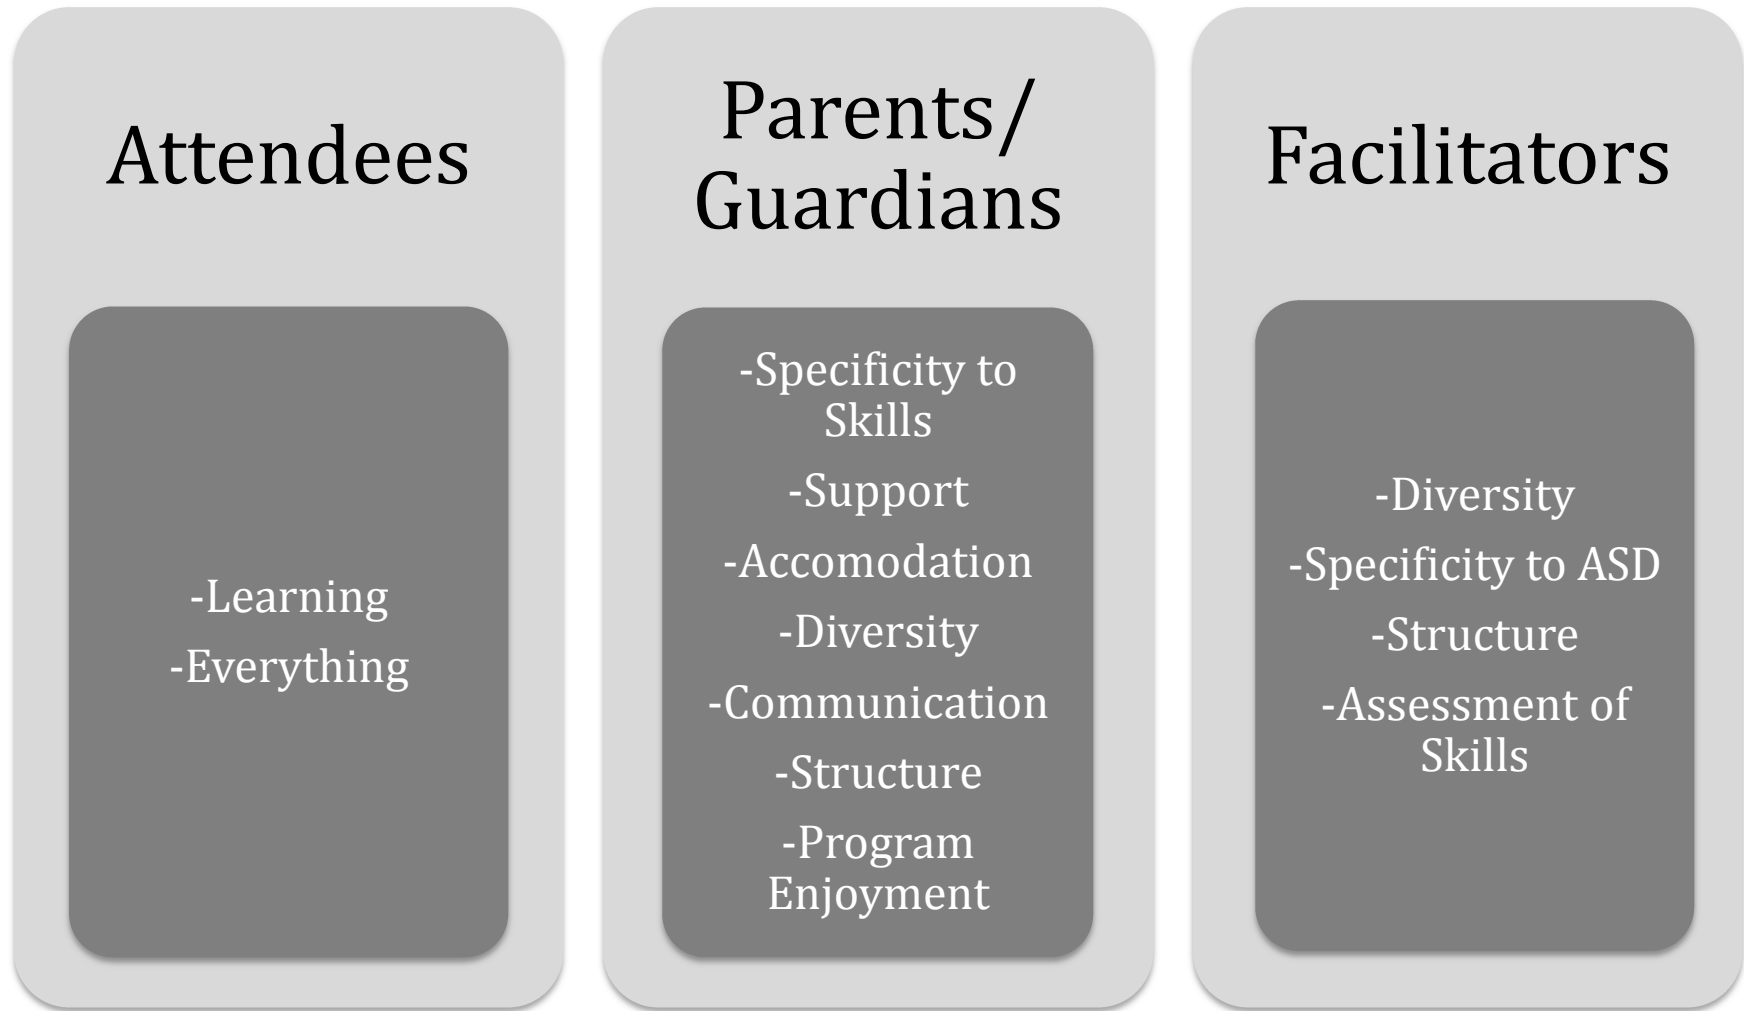 Attendees
-Learning
-Everything
Parents/
Guardians
-Specificity to
Skills
-Support
-Accomodation
-Diversity
-Communication
-Structure
-Program
Enjoyment
Facilitators
-Diversity
-Specificity to ASD
-Structure
-Assessment of
Skills